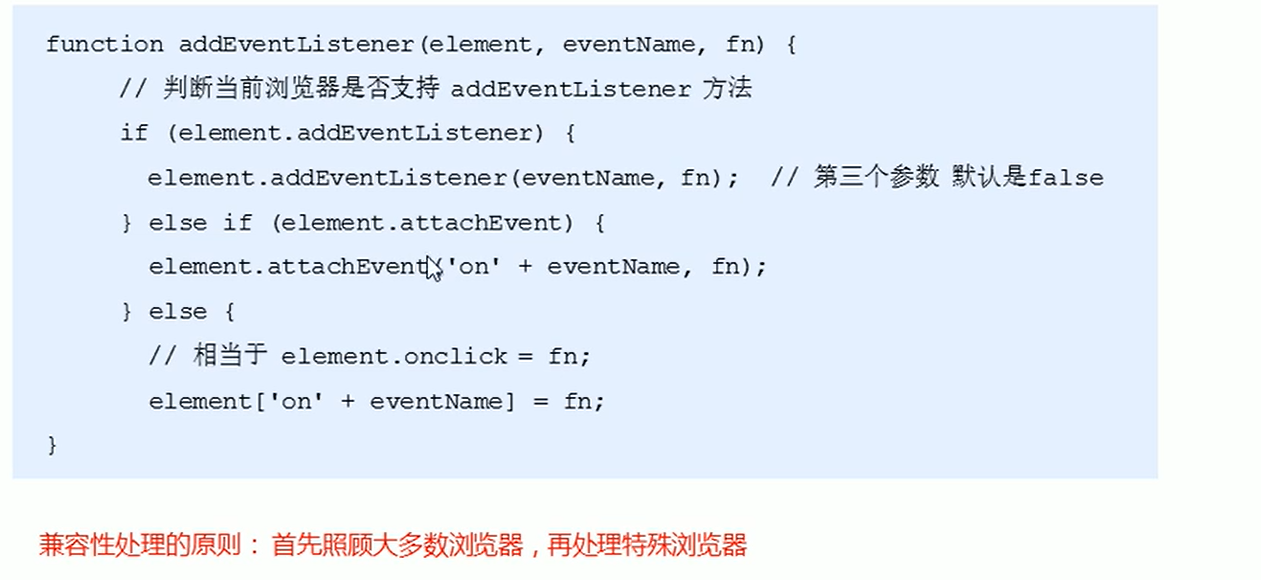 function addEventListener(element, eventName, fn) {
// 判断当前浏览器是否支持 addEventListener 方法
if (element.addEventListener) {
element.addEventListener(eventName, fn); // 第三个参数 默认是false
} else if (element.attachEvent) {
element.attachEvent('on' + eventName, fn);
} else {
// 相当于 element.onclick = fn;
element['on' + eventName] = fn;
}
兼容性处理的原则：首先照顾大多数浏览器，再处理特殊浏览器